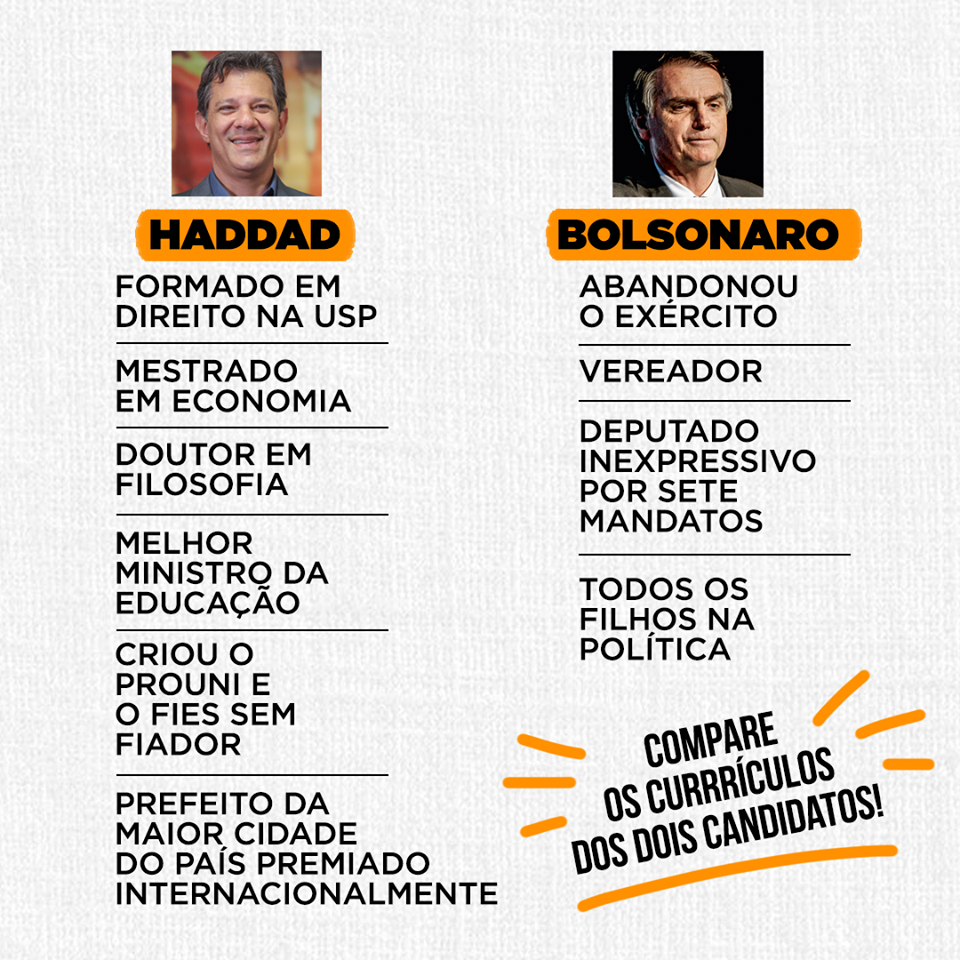 HADDAD
FORMADO EM
DIREITO NA USP
MESTRADO
EM ECONOMIA
DOUTOR EM
FILOSOFIA
MELHOR
MINISTRO DA
EDUCAÇÃO
CRIOU O
PROUNI E
O FIES SEM
FIADOR
PREFEITO DA
MAIOR CIDADE
DO PAÍS PREMIADO
INTERNACIONALMENTE
BOLSONARO
ABANDONOU
O EXÉRCITO
VEREADOR
DEPUTADO
INEXPRESSIVO
POR SETE
MANDATOS
TODOS OS
FILHOS NA
POLÍTICA
COMPARE
OS CURRRÍCULOS
DOS DOIS CANDIDATOS!